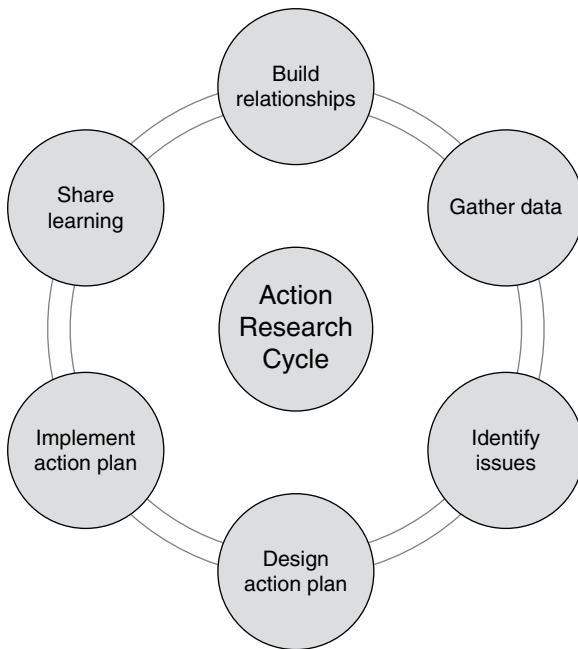 Build
relationships
Gather data
Identify
issues
Design
action plan
Implement
action plan
Share
learning
Action
Research
Cycle